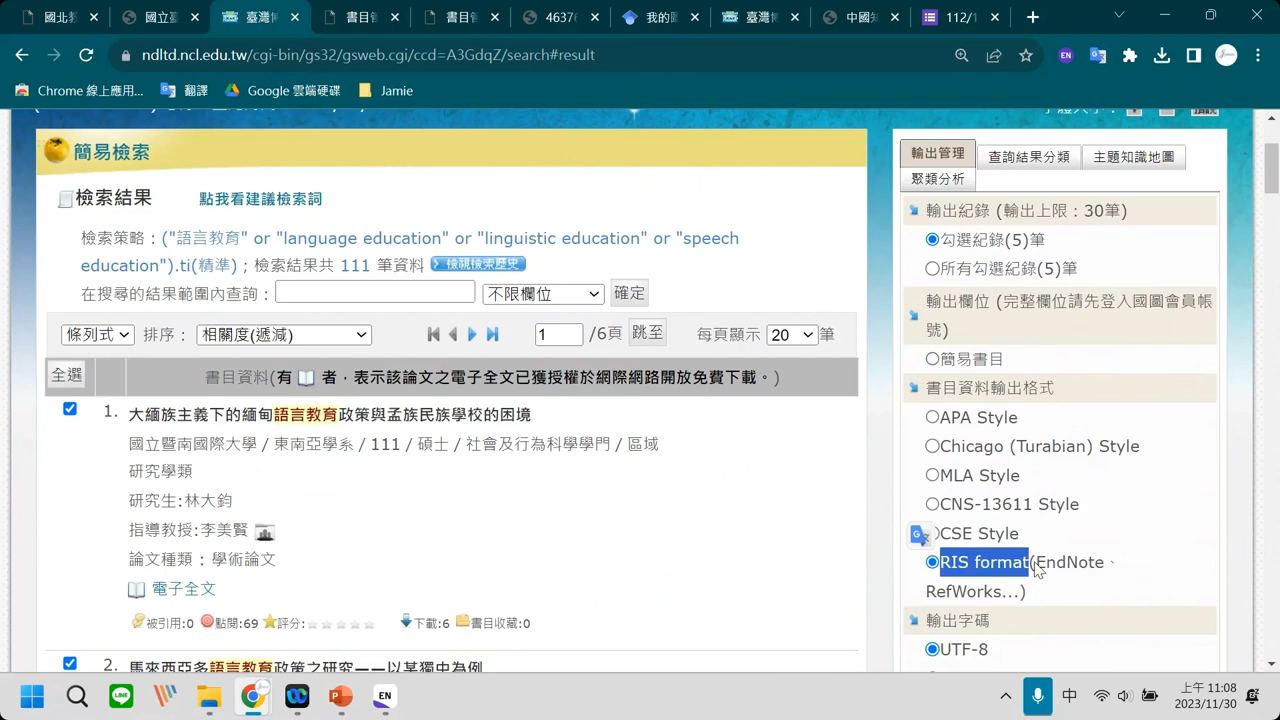 國北教
國立臺
臺灣博
書目管
書目管
4637
我的圖
臺灣博
中國知
112/1
ndltd.ncl.edu.tw/cgi-bin/gs32/gsweb.cgi/ccd=A3GdqZ/search#result
Chrome 線上應用...
翻譯
Google 雲端硬碟
Jamie
簡易檢索
檢索結果
點我看建議檢索詞
檢索策略：("語言教育" or "language education" or "linguistic education" or "speech
education").ti(精準)；檢索結果共 111 筆資料 檢視檢索歷史
在搜尋的結果範圍內查詢： 不限欄位 確定
條列式 排序： 相關度(遞減) 1 /6頁 跳至 每頁顯示 20 筆
全選 書目資料(有 者，表示該論文之電子全文已獲授權於網際網路開放免費下載。)
1. 大緬族主義下的緬甸語言教育政策與孟族民族學校的困境
國立暨南國際大學 / 東南亞學系 / 111 / 碩士 / 社會及行為科學學門 / 區域
研究學類
研究生:林大鈞
指導教授:李美賢
論文種類： 學術論文
電子全文
被引用:0 點閱:69 評分: 下載:6 書目收藏:0
2. 馬來西亞多語言教育政策之研究——以某獨中為例
輸出管理 查詢結果分類 主題知識地圖
聚類分析
輸出紀錄 (輸出上限：30筆)
勾選紀錄(5)筆
所有勾選紀錄(5)筆
輸出欄位 (完整欄位請先登入國圖會員帳
號)
簡易書目
書目資料輸出格式
APA Style
Chicago (Turabian) Style
MLA Style
CNS-13611 Style
CSE Style
RIS format(EndNote、
RefWorks...)
輸出字碼
UTF-8
EN
中
上午 11:08
2023/11/30